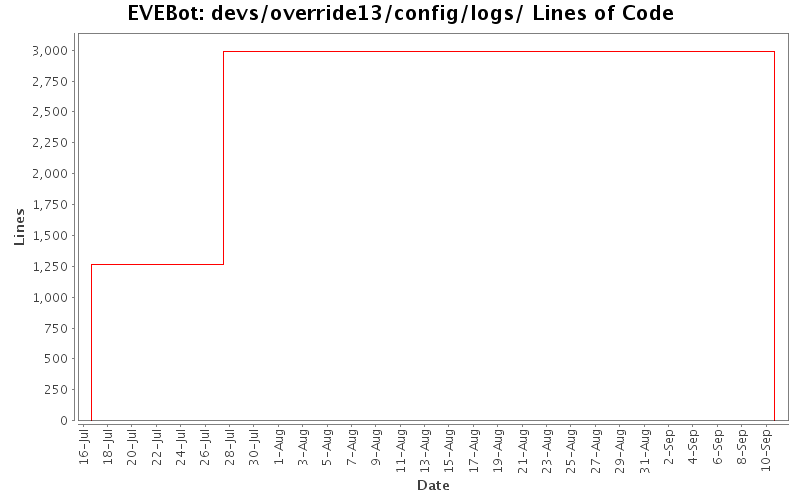 EVEBot: devs/override13/config/logs/ Lines of Code
3,000
2,750
2,500
2,250
2,000
1,750
1,500
1,250
1,000
750
500
250
0
Lines
16-Jul
18-Jul
20-Jul
22-Jul
24-Jul
26-Jul
28-Jul
30-Jul
1-Aug
3-Aug
5-Aug
7-Aug
9-Aug
11-Aug
13-Aug
15-Aug
17-Aug
19-Aug
21-Aug
23-Aug
25-Aug
27-Aug
29-Aug
31-Aug
2-Sep
4-Sep
6-Sep
8-Sep
10-Sep
Date